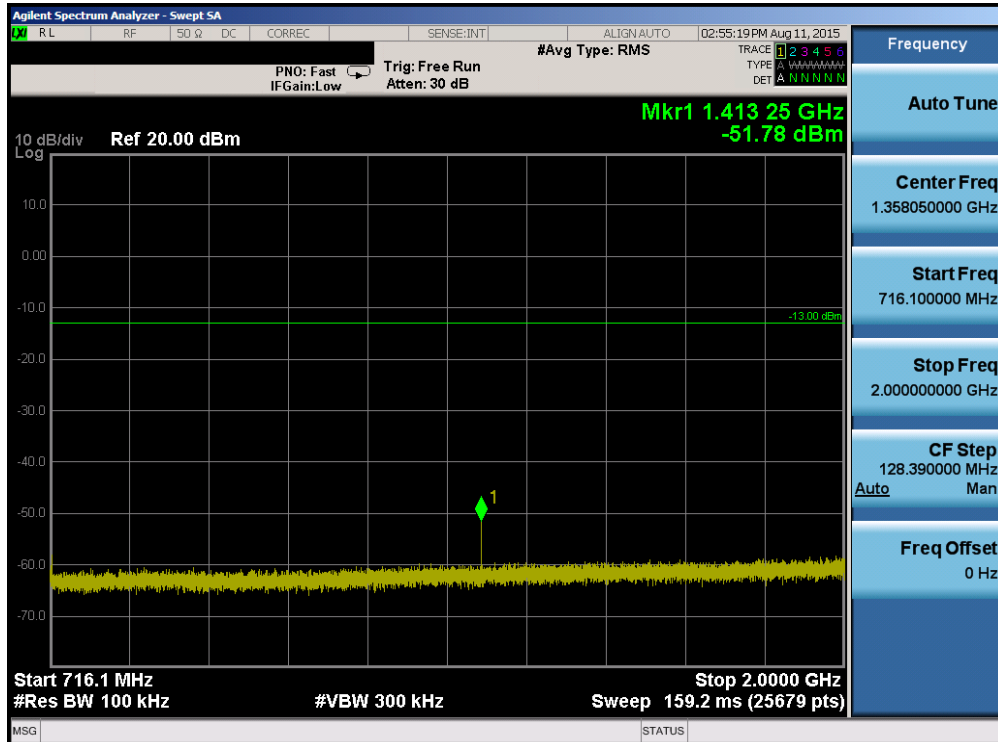 Agilent Spectrum Analyzer - Swept SA
LXI RL RF 50 Ω DC CORREC SENSE:INT ALIGN AUTO 02:55:19 PM Aug 11, 2015
#Avg Type: RMS
TRACE 1 2 3 4 5 6
TYPE A WWWWW
DET A N N N N N
PNO: Fast
IFGain:Low
Trig: Free Run
Atten: 30 dB
Mkr1 1.413 25 GHz
-51.78 dBm
10 dB/div Ref 20.00 dBm
Log
10.0
0.00
-10.0
-13.00 dBm
-20.0
-30.0
-40.0
1
-50.0
-60.0
-70.0
Start 716.1 MHz Stop 2.0000 GHz
#Res BW 100 kHz #VBW 300 kHz Sweep 159.2 ms (25679 pts)
MSG STATUS
Frequency
Auto Tune
Center Freq
1.358050000 GHz
Start Freq
716.100000 MHz
Stop Freq
2.000000000 GHz
CF Step
128.390000 MHz
Auto Man
Freq Offset
0 Hz